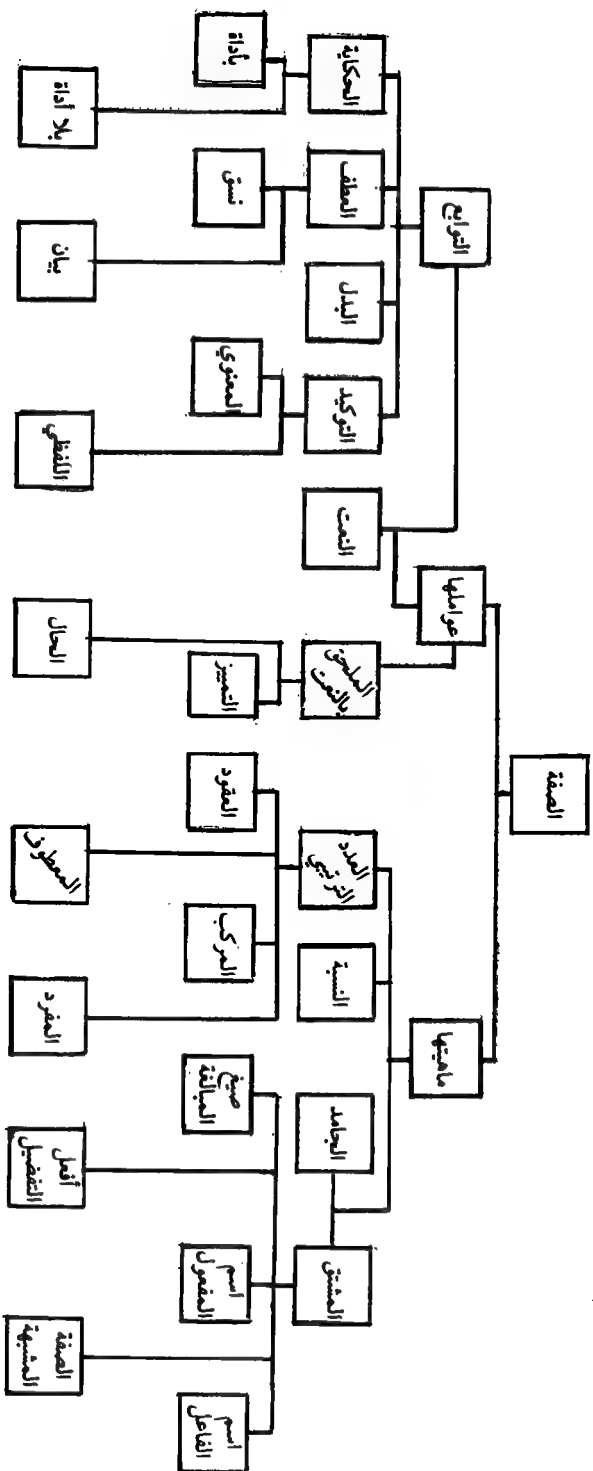 الصفة
ماهيتها
عواملها
التوابع
المشتق
الجامد
النسبة
العدد
الترتيبي
الملحق
بالنعت
النعت
التوكيد
البدل
العطف
الحكاية
اسم
الفاعل
الصفة
المشبهة
اسم
المفعول
أفعل
التفضيل
صيغ
المبالغة
المفرد
المركب
المعطوف
العقود
التمييز
الحال
اللفظي
المعنوي
بيان
نسق
بلا أداة
بأداة